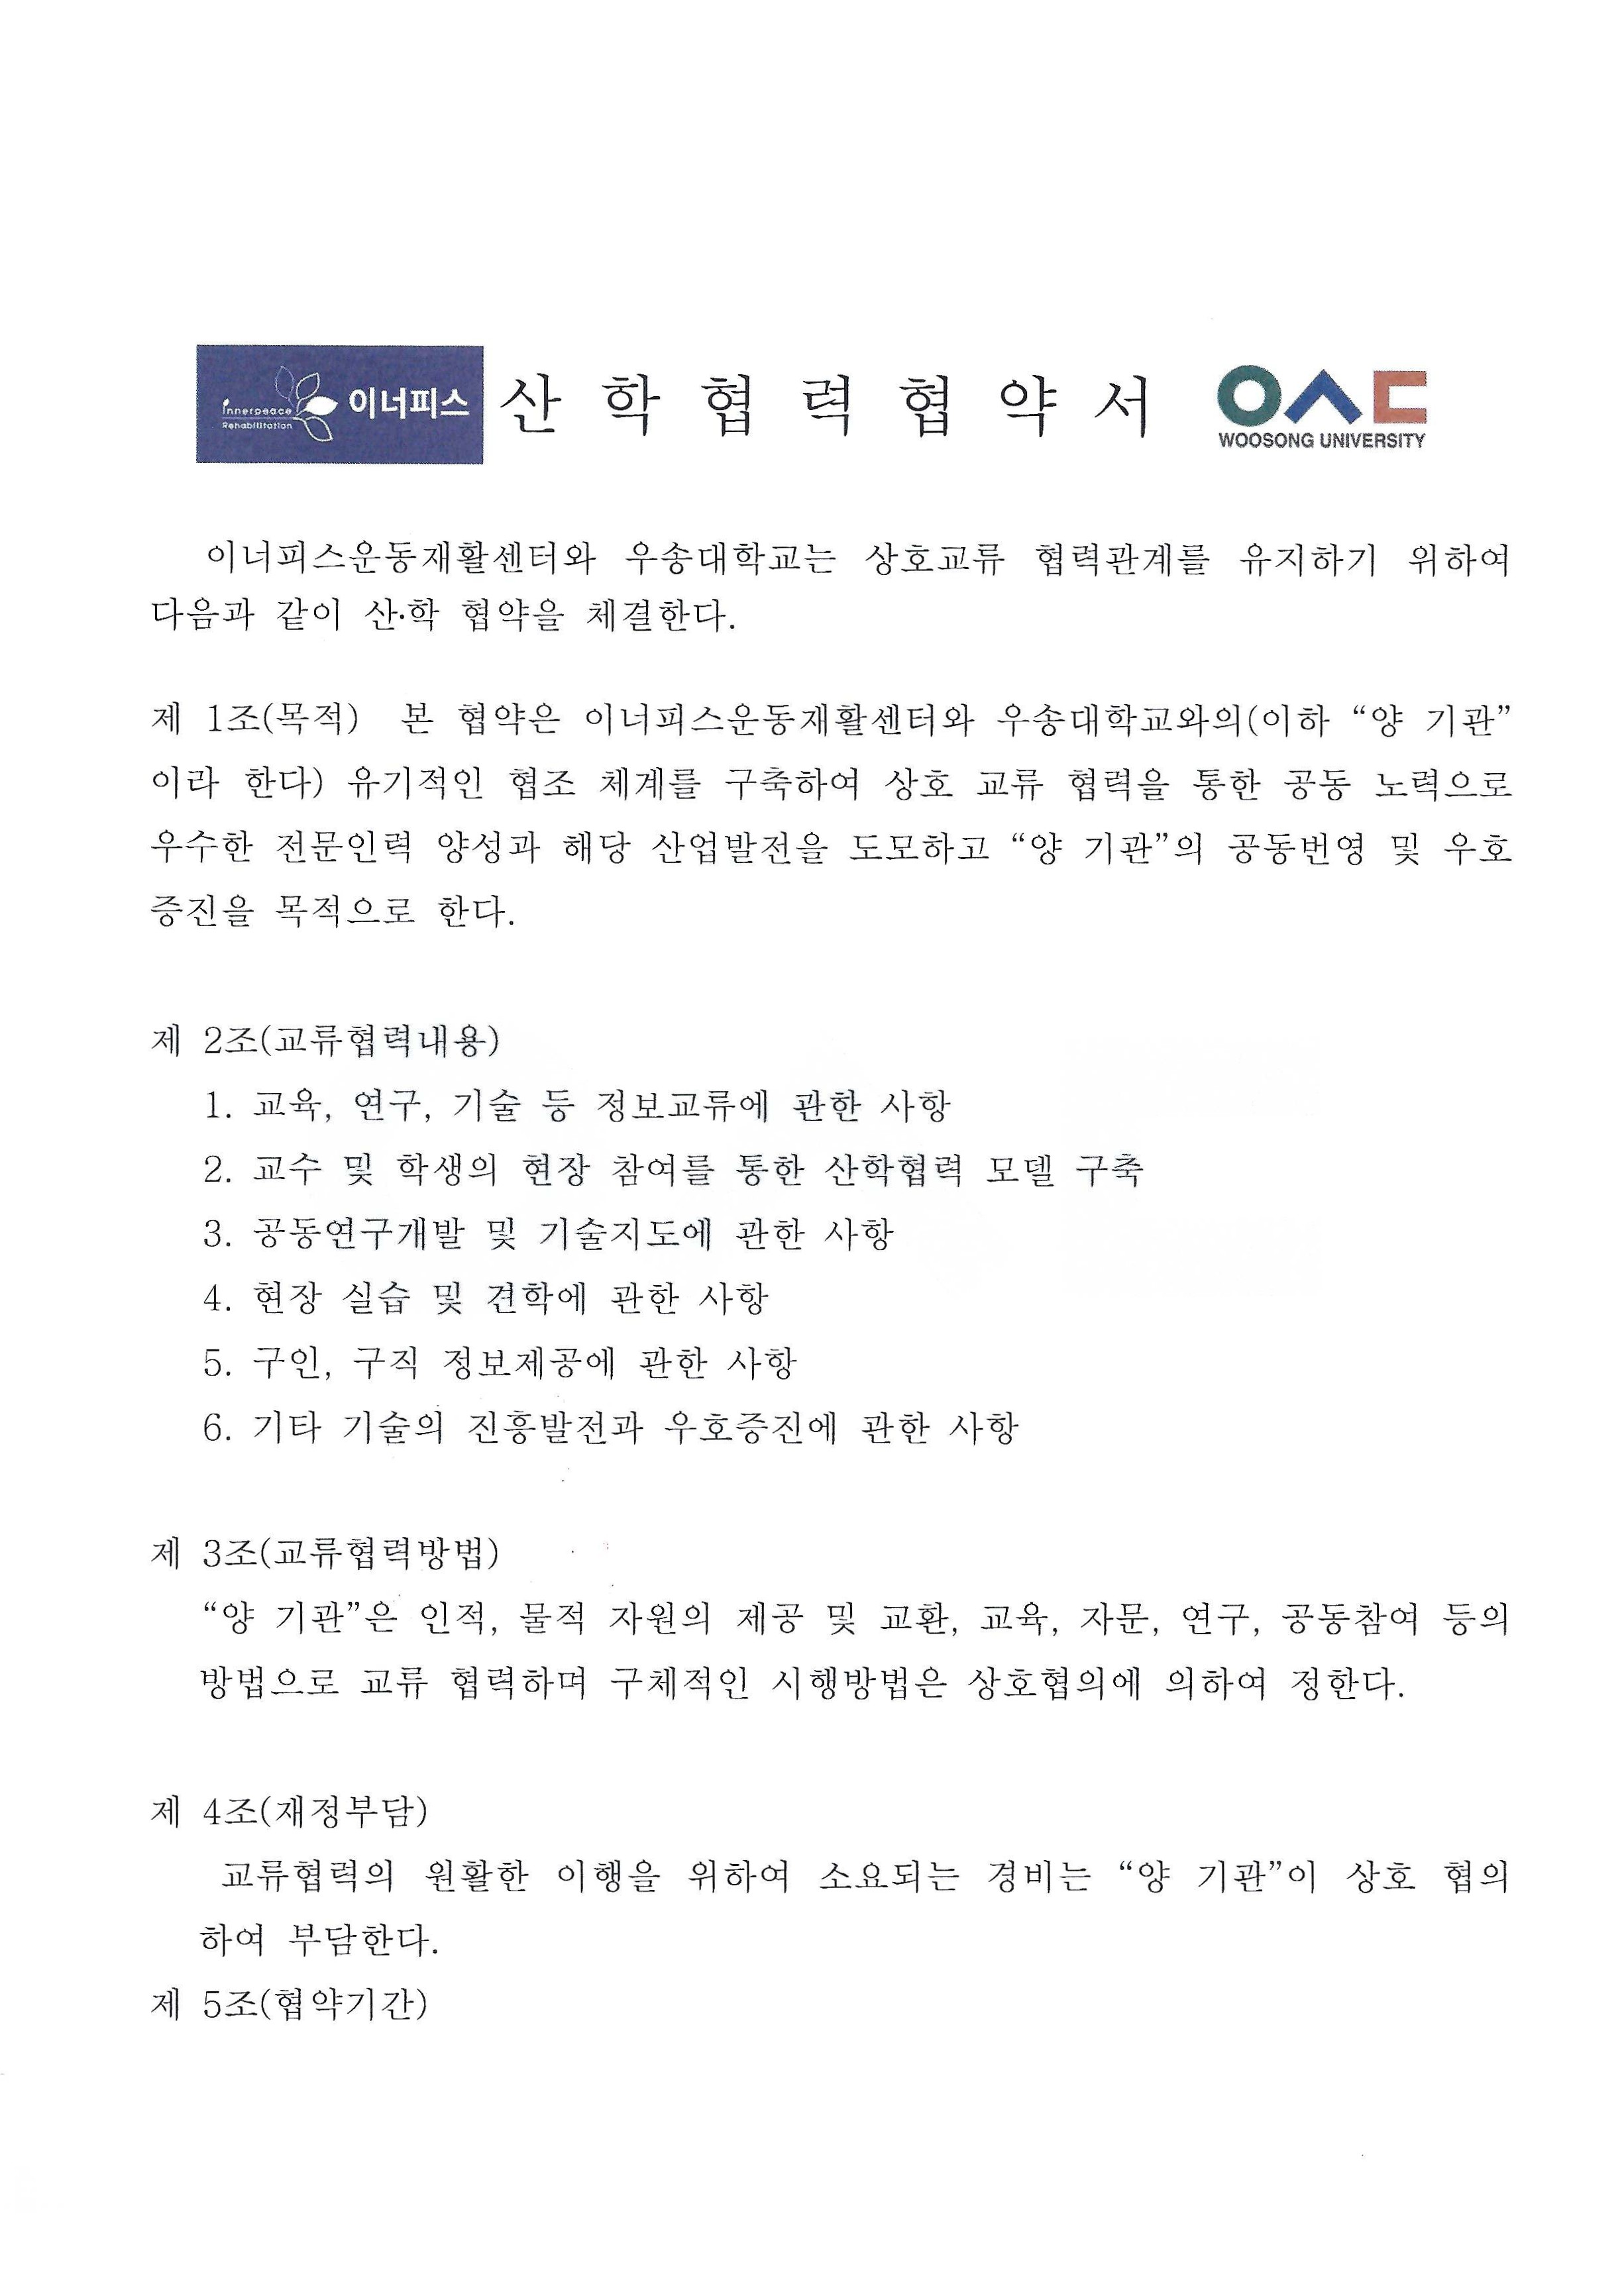 innerpeace
Rehabilitation
이너피스
산 학 협 력 협 약 서
WOOSONG UNIVERSITY
이너피스운동재활센터와 우송대학교는 상호교류 협력관계를 유지하기 위하여
다음과 같이 산·학 협약을 체결한다.
제 1조(목적) 본 협약은 이너피스운동재활센터와 우송대학교와의(이하 “양 기관”
이라 한다) 유기적인 협조 체계를 구축하여 상호 교류 협력을 통한 공동 노력으로
우수한 전문인력 양성과 해당 산업발전을 도모하고 “양 기관”의 공동번영 및 우호
증진을 목적으로 한다.
제 2조(교류협력내용)
1. 교육, 연구, 기술 등 정보교류에 관한 사항
2. 교수 및 학생의 현장 참여를 통한 산학협력 모델 구축
3. 공동연구개발 및 기술지도에 관한 사항
4. 현장 실습 및 견학에 관한 사항
5. 구인, 구직 정보제공에 관한 사항
6. 기타 기술의 진흥발전과 우호증진에 관한 사항
제 3조(교류협력방법)
“양 기관”은 인적, 물적 자원의 제공 및 교환, 교육, 자문, 연구, 공동참여 등의
방법으로 교류 협력하며 구체적인 시행방법은 상호협의에 의하여 정한다.
제 4조(재정부담)
교류협력의 원활한 이행을 위하여 소요되는 경비는 “양 기관”이 상호 협의
하여 부담한다.
제 5조(협약기간)